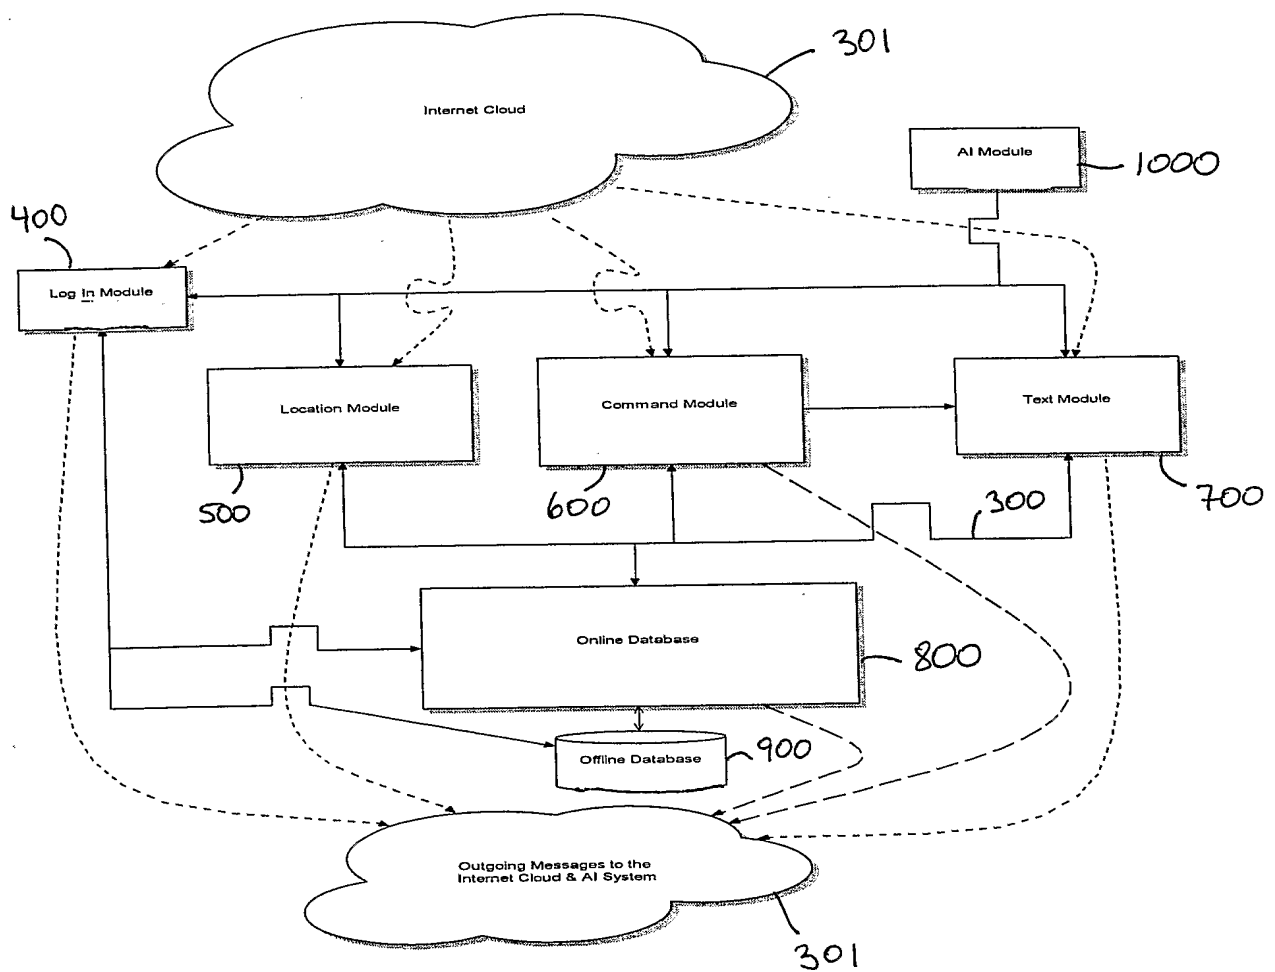 301
Internet Cloud
AI Module
1000
400
Log In Module
Location Module
Command Module
Text Module
500
600
300
700
Online Database
800
Offline Database
900
Outgoing Messages to the
Internet Cloud & AI System
301